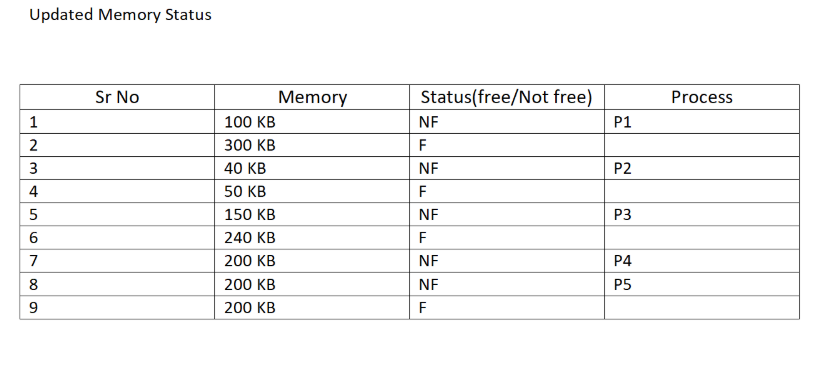 Updated Memory Status
Sr No Memory Status(free/Not free) Process
1 100 KB NF P1
2 300 KB F
3 40 KB NF P2
4 50 KB F
5 150 KB NF P3
6 240 KB F
7 200 KB NF P4
8 200 KB NF P5
9 200 KB F